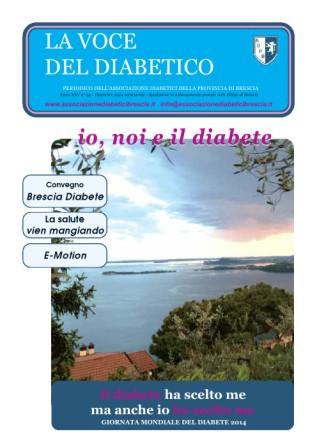 LA VOCE
DEL DIABETICO
PERIODICO DELL'ASSOCIAZIONE DIABETICI DELLA PROVINCIA DI BRESCIA
www.associazionediabeticibrescia.it info@associazionediabeticibrescia.it
io, noi e il diabete
Convegno
Brescia Diabete
La salute
vien mangiando
E-Motion
Il diabete ha scelto me
ma anche io ho scelto me
GIORNATA MONDIALE DEL DIABETE 2014